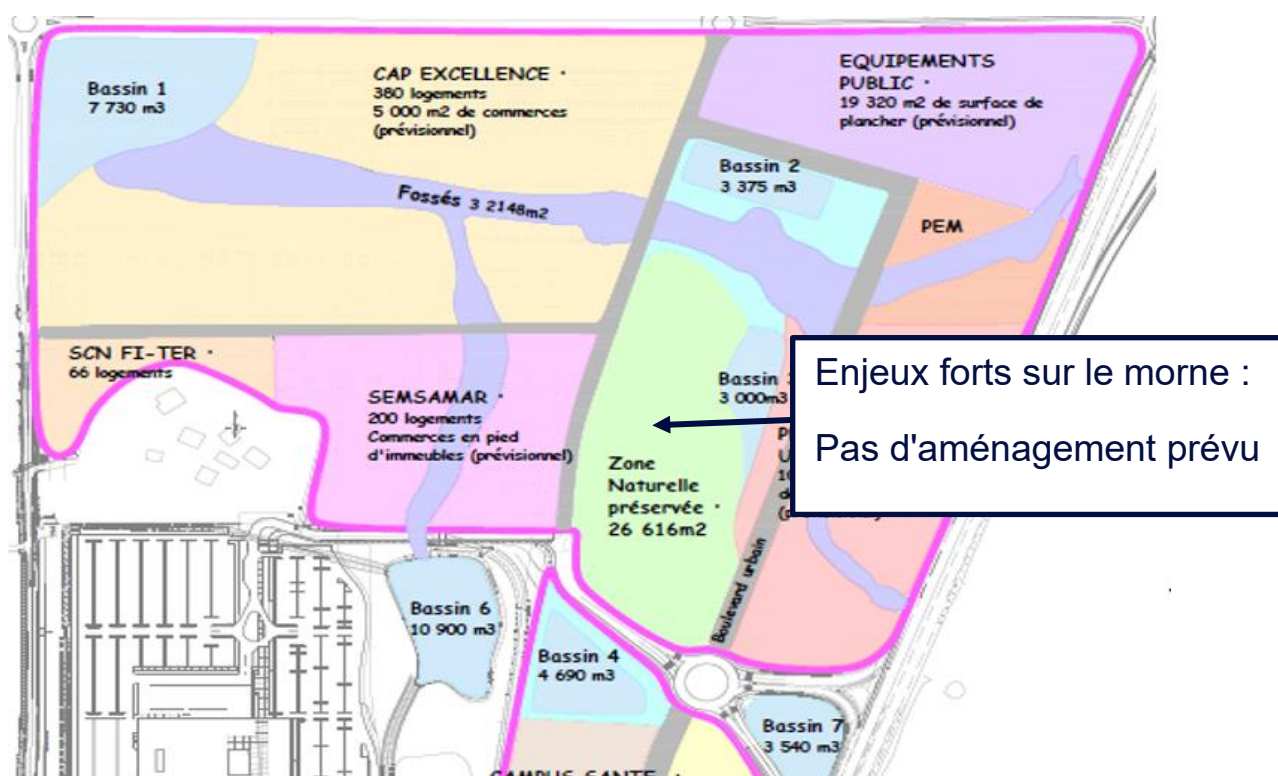 Bassin 1
7 730 m3
CAP EXCELLENCE ·
380 logements
5 000 m2 de commerces
(prévisionnel)
EQUIPEMENTS
PUBLIC ·
19 320 m2 de surface de
plancher (prévisionnel)
Bassin 2
3 375 m3
Fossés 3 2148m2
PEM
SCN FI-TER ·
66 logements
SEMSAMAR ·
200 logements
Commerces en pied
d'immeubles (prévisionnel)
Bassin
3 000m3
Enjeux forts sur le morne :
Pas d'aménagement prévu
Zone
Naturelle
préservée ·
26 616m2
Boulevard urbain
Bassin 6
10 900 m3
Bassin 4
4 690 m3
Bassin 7
3 540 m3
CAMPUS SANTE ·